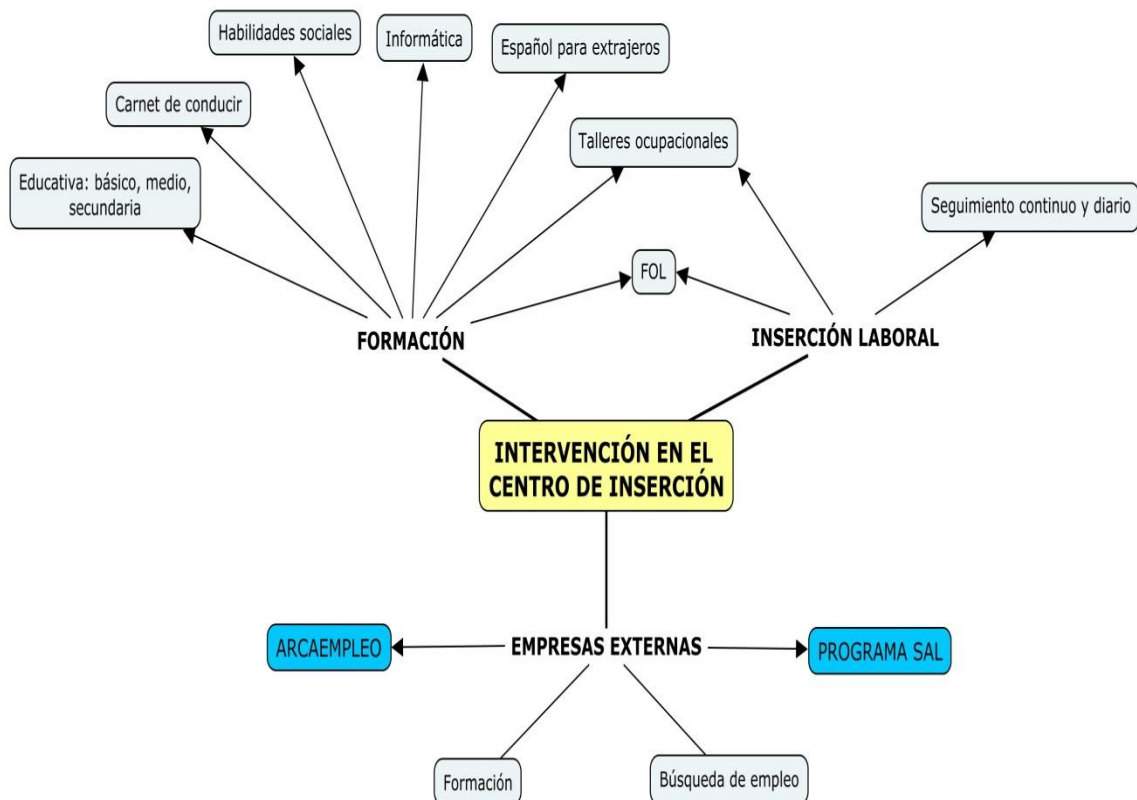 Habilidades sociales
Informática
Español para extrajeros
Carnet de conducir
Talleres ocupacionales
Educativa: básico, medio,
secundaria
Seguimiento continuo y diario
FOL
FORMACIÓN
INSERCIÓN LABORAL
INTERVENCIÓN EN EL
CENTRO DE INSERCIÓN
ARCAEMPLEO
EMPRESAS EXTERNAS
PROGRAMA SAL
Formación
Búsqueda de empleo